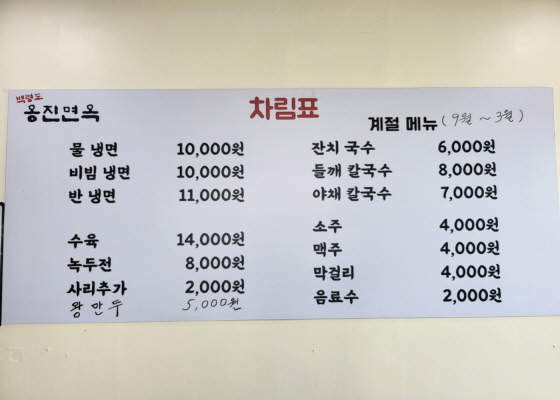 백령도
옹진면옥
차림표
물 냉면 10,000원
비빔 냉면 10,000원
반 냉면 11,000원
수육 14,000원
녹두전 8,000원
사리추가 2,000원
왕만두 5,000원
계절 메뉴 (9월 ~ 3월)
잔치 국수 6,000원
들깨 칼국수 8,000원
야채 칼국수 7,000원
소주 4,000원
맥주 4,000원
막걸리 4,000원
음료수 2,000원